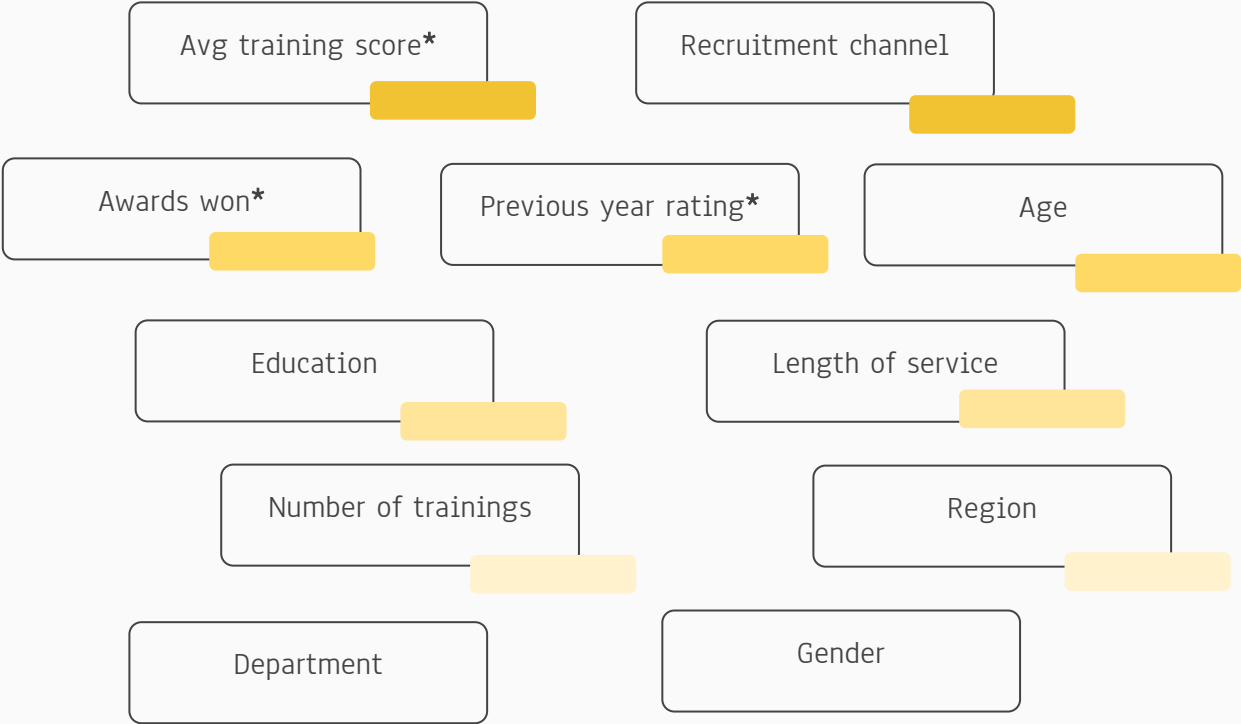 Avg training score*
Recruitment channel
Awards won*
Previous year rating*
Age
Education
Length of service
Number of trainings
Region
Department
Gender